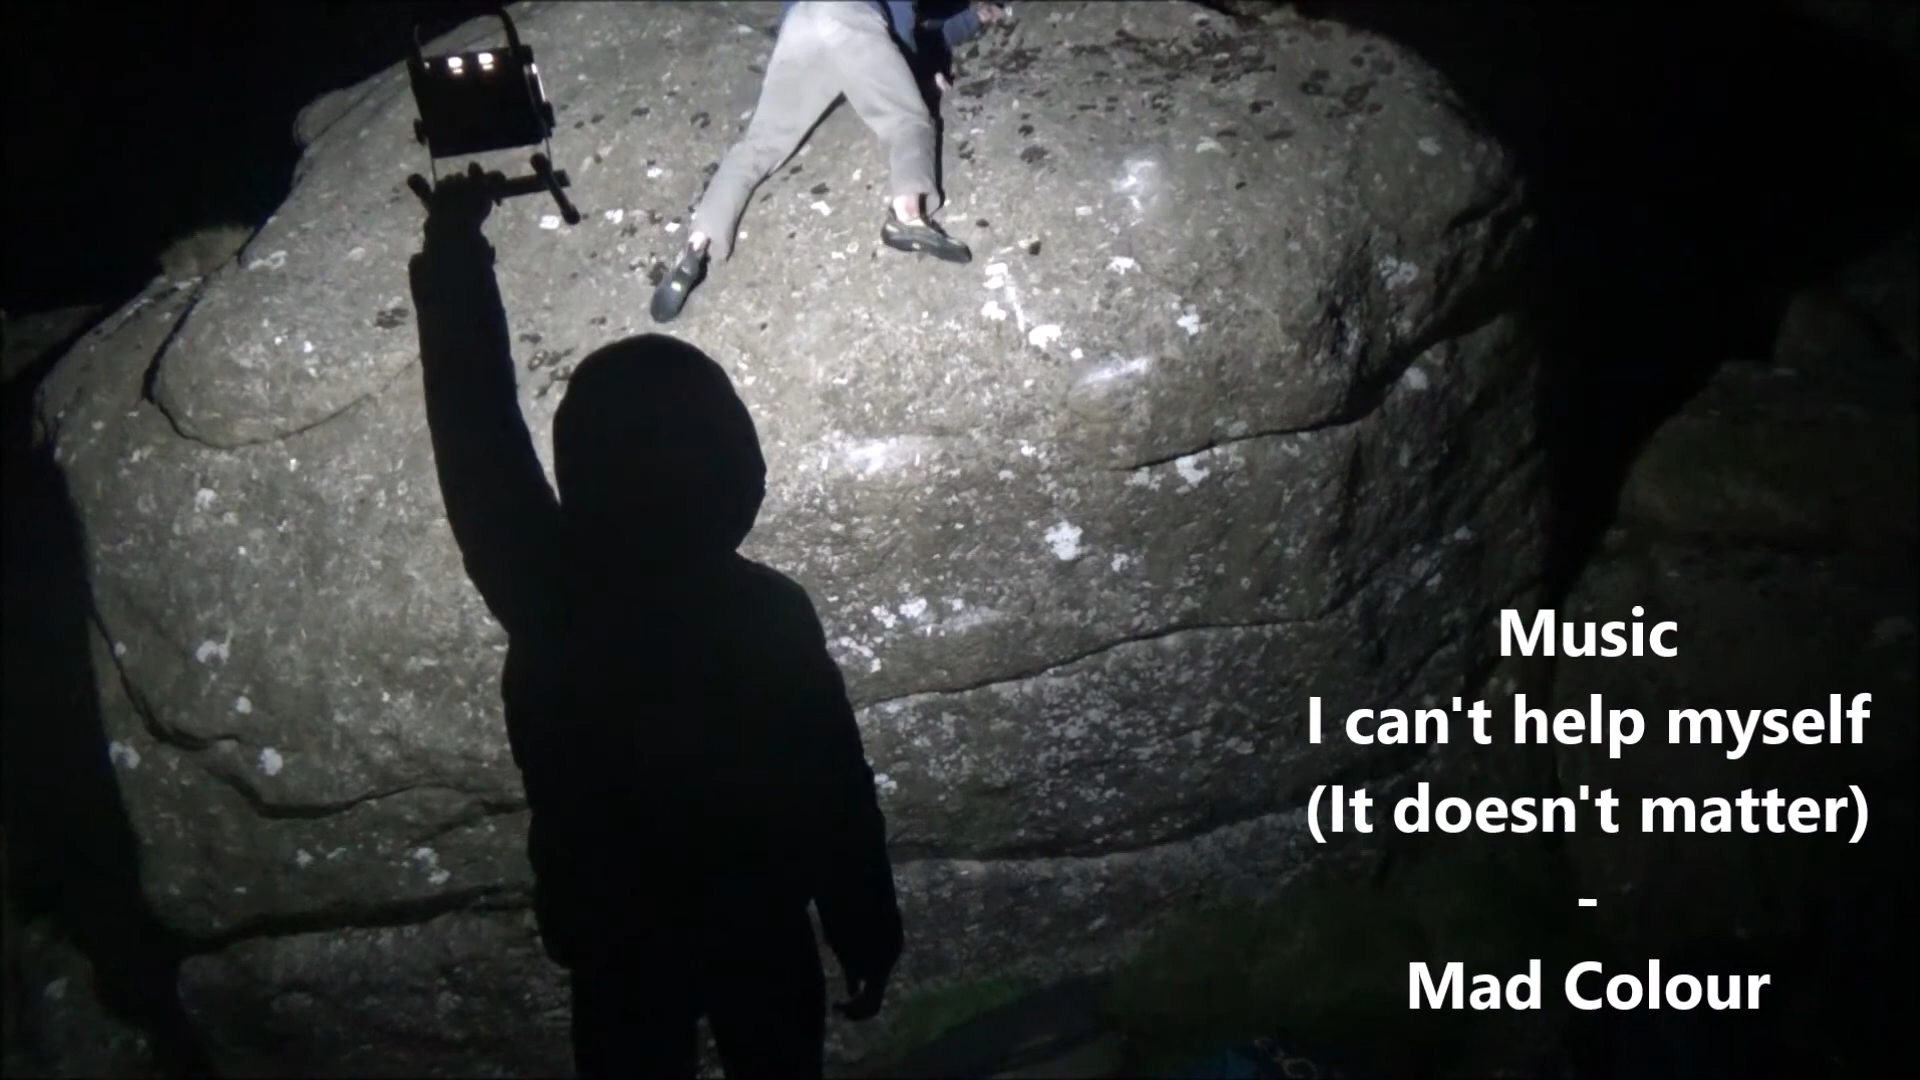 Music
I can't help myself
(It doesn't matter)
-
Mad Colour